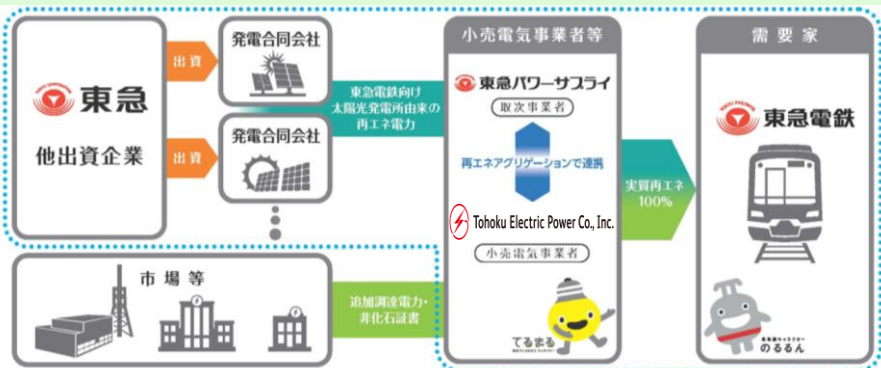 東急
他出資企業
出資
出資
発電合同会社
発電合同会社
東急電鉄向け
太陽光発電所由来の
再エネ電力
市場等
追加調達電力・
非化石証書
小売電気事業者等
東急パワーサプライ
取次事業者
再エネアグリゲーションで連携
Tohoku Electric Power Co., Inc.
小売電気事業者
てるまる
実質再エネ
100%
需要家
東急電鉄
のるるん